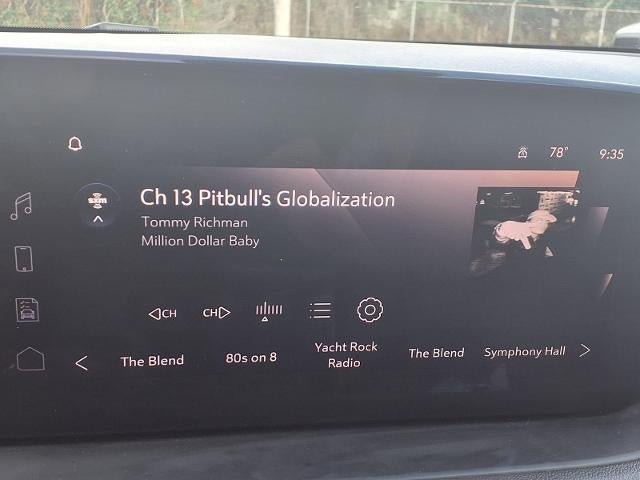 78° 9:35
sxm
Ch 13 Pitbull's Globalization
Tommy Richman
Million Dollar Baby
CH CH
The Blend
80s on 8
Yacht Rock
Radio
The Blend
Symphony Hall